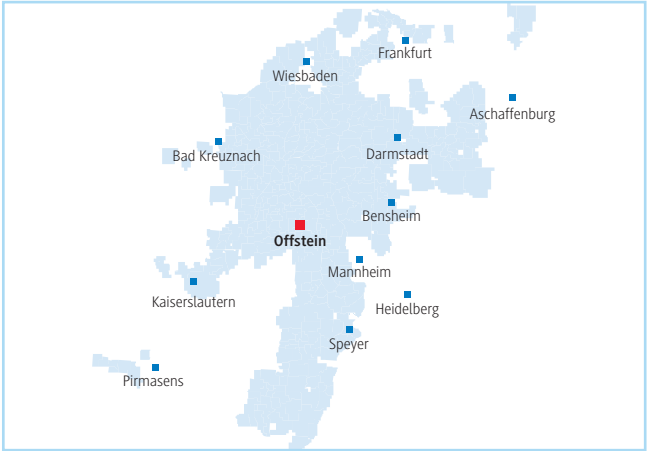 Frankfurt
Wiesbaden
Aschaffenburg
Bad Kreuznach
Darmstadt
Bensheim
Offstein
Mannheim
Kaiserslautern
Heidelberg
Speyer
Pirmasens